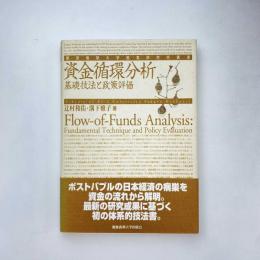 資金循環分析
基礎技法と政策評価
辻村和佑・溝下雅子 著
Flow-of-Funds Analysis:
Fundamental Technique and Policy Evaluation
ポストバブルの日本経済の病巣を
資金の流れから解明。
最新の研究成果に基づく
初の体系的技法書。
慶應義塾大学出版会